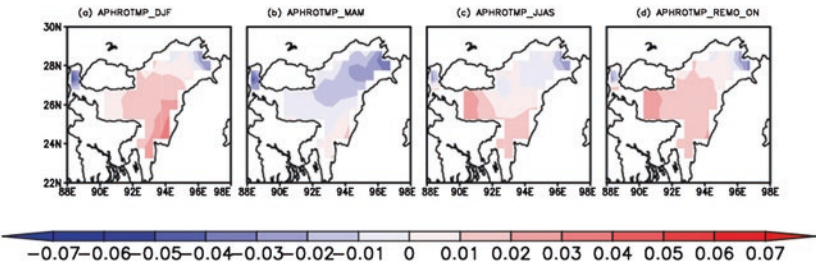 (a) APHROTMP_DJF (b) APHROTMP_MAM (c) APHROTMP_JJAS (d) APHROTMP_REMO_ON
30N
28N
26N
24N
22N
88E 90E 92E 94E 96E 98E 88E 90E 92E 94E 96E 98E 88E 90E 92E 94E 96E 98E 88E 90E 92E 94E 96E 98E
-0.07 -0.06 -0.05 -0.04 -0.03 -0.02 -0.01 0 0.01 0.02 0.03 0.04 0.05 0.06 0.07